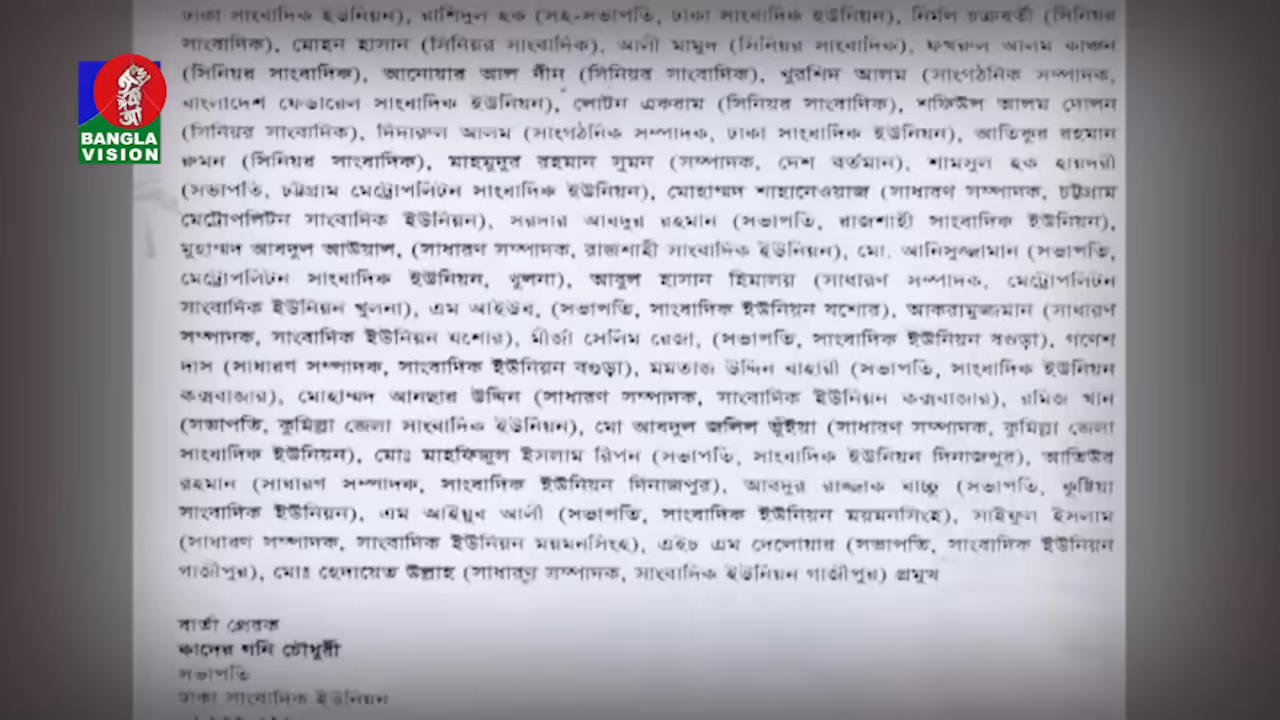 ঢাকা সাংবাদিক ইউনিয়ন), রাশিদুল হক (সহ-সভাপতি, ঢাকা সাংবাদিক ইউনিয়ন), নির্মল চক্রবর্তী (সিনিয়র
সাংবাদিক), মোহন হাসান (সিনিয়র সাংবাদিক), আলী মামুদ (সিনিয়র সাংবাদিক), ফখরুল আলম কাঞ্চন
(সিনিয়র সাংবাদিক), আনোয়ার আল দীন (সিনিয়র সাংবাদিক), খুরশিদ আলম (সাংগঠনিক সম্পাদক,
বাংলাদেশ ফেডারেল সাংবাদিক ইউনিয়ন), লোটন একরাম (সিনিয়র সাংবাদিক), শফিউল আলম দোলন
(সিনিয়র সাংবাদিক), দিদারুল আলম (সাংগঠনিক সম্পাদক, ঢাকা সাংবাদিক ইউনিয়ন), আতিকুর রহমান
রুমন (সিনিয়র সাংবাদিক), মাহমুদুর রহমান সুমন (সম্পাদক, দেশ বর্তমান), শামসুল হক হায়দরী
(সভাপতি, চট্টগ্রাম মেট্রোপলিটন সাংবাদিক ইউনিয়ন), মোহাম্মদ শাহানেওয়াজ (সাধারণ সম্পাদক, চট্টগ্রাম
মেট্রোপলিটন সাংবাদিক ইউনিয়ন), সরদার আবদুর রহমান (সভাপতি, রাজশাহী সাংবাদিক ইউনিয়ন),
মুহাম্মদ আবদুল আউয়াল, (সাধারণ সম্পাদক, রাজশাহী সাংবাদিক ইউনিয়ন), মো. আনিসুজ্জামান (সভাপতি,
মেট্রোপলিটন সাংবাদিক ইউনিয়ন, খুলনা), আবুল হাসান হিমালয় (সাধারণ সম্পাদক, মেট্রোপলিটন
সাংবাদিক ইউনিয়ন খুলনা), এম আইউব, (সভাপতি, সাংবাদিক ইউনিয়ন যশোর), আকরামুজ্জমান (সাধারণ
সম্পাদক, সাংবাদিক ইউনিয়ন যশোর), মীর্জা সেলিম রেজা, (সভাপতি, সাংবাদিক ইউনিয়ন বগুড়া), গণেশ
দাস (সাধারণ সম্পাদক, সাংবাদিক ইউনিয়ন বগুড়া), মমতাজ উদ্দিন বাহারী (সভাপতি, সাংবাদিক ইউনিয়ন
কক্সবাজার), মোহাম্মদ আনছার উদ্দিন (সাধারণ সম্পাদক, সাংবাদিক ইউনিয়ন কক্সবাজার), রমিজ খান
(সভাপতি, কুমিল্লা জেলা সাংবাদিক ইউনিয়ন), মো আবদুল জলিল ভূঁইয়া (সাধারণ সম্পাদক, কুমিল্লা জেলা
সাংবাদিক ইউনিয়ন), মোঃ মাহফিজুল ইসলাম রিপন (সভাপতি, সাংবাদিক ইউনিয়ন দিনাজপুর), আতিউর
রহমান (সাধারণ সম্পাদক, সাংবাদিক ইউনিয়ন দিনাজপুর), আবদুর রাজ্জাক বাচ্চু (সভাপতি, কুষ্টিয়া
সাংবাদিক ইউনিয়ন), এম আইয়ুব আলী (সভাপতি, সাংবাদিক ইউনিয়ন ময়মনসিংহ), সাইফুল ইসলাম
(সাধারণ সম্পাদক, সাংবাদিক ইউনিয়ন ময়মনসিংহ), এইচ এম দেলোয়ার (সভাপতি, সাংবাদিক ইউনিয়ন
গাজীপুর), মোঃ হেদায়েত উল্লাহ (সাধারণ সম্পাদক, সাংবাদিক ইউনিয়ন গাজীপুর) প্রমুখ
বার্তা প্রেরক
কাদের গনি চৌধুরী
সভাপতি
ঢাকা সাংবাদিক ইউনিয়ন
BANGLA
VISION